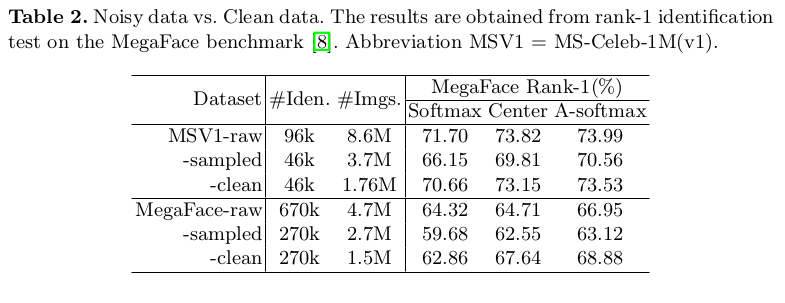 Table 2. Noisy data vs. Clean data. The results are obtained from rank-1 identification
test on the MegaFace benchmark [8]. Abbreviation MSV1 = MS-Celeb-1M(v1).
Dataset #Iden. #Imgs. MegaFace Rank-1(%)
Softmax Center A-softmax
MSV1-raw 96k 8.6M 71.70 73.82 73.99
-sampled 46k 3.7M 66.15 69.81 70.56
-clean 46k 1.76M 70.66 73.15 73.53
MegaFace-raw 670k 4.7M 64.32 64.71 66.95
-sampled 270k 2.7M 59.68 62.55 63.12
-clean 270k 1.5M 62.86 67.64 68.88